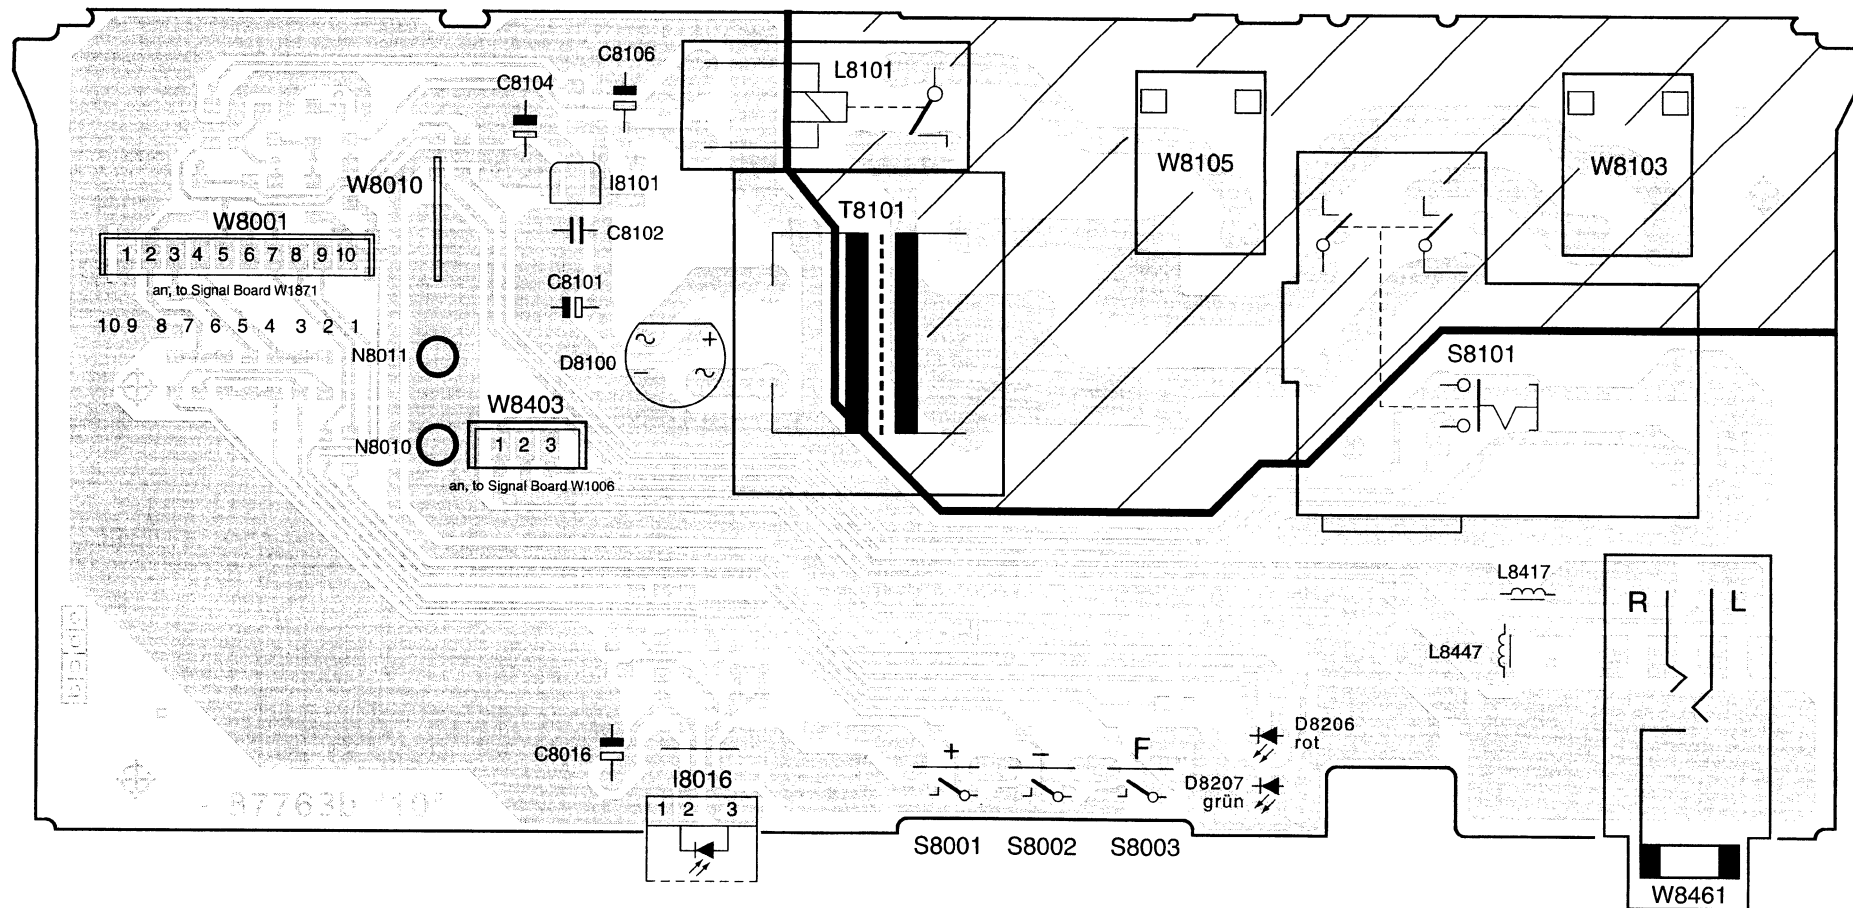 C8106
C8104
L8101
W8105
W8103
W8010
I8101
W8001
C8102
T8101
1 2 3 4 5 6 7 8 9 10
an, to Signal Board W1871
C8101
10 9 8 7 6 5 4 3 2 1
N8011
D8100
~ +
− ~
S8101
W8403
N8010
1 2 3
an, to Signal Board W1006
L8417
R L
L8447
C8016
I8016
1 2 3
+ − F
D8206
rot
D8207
grün
S8001 S8002 S8003
W8461